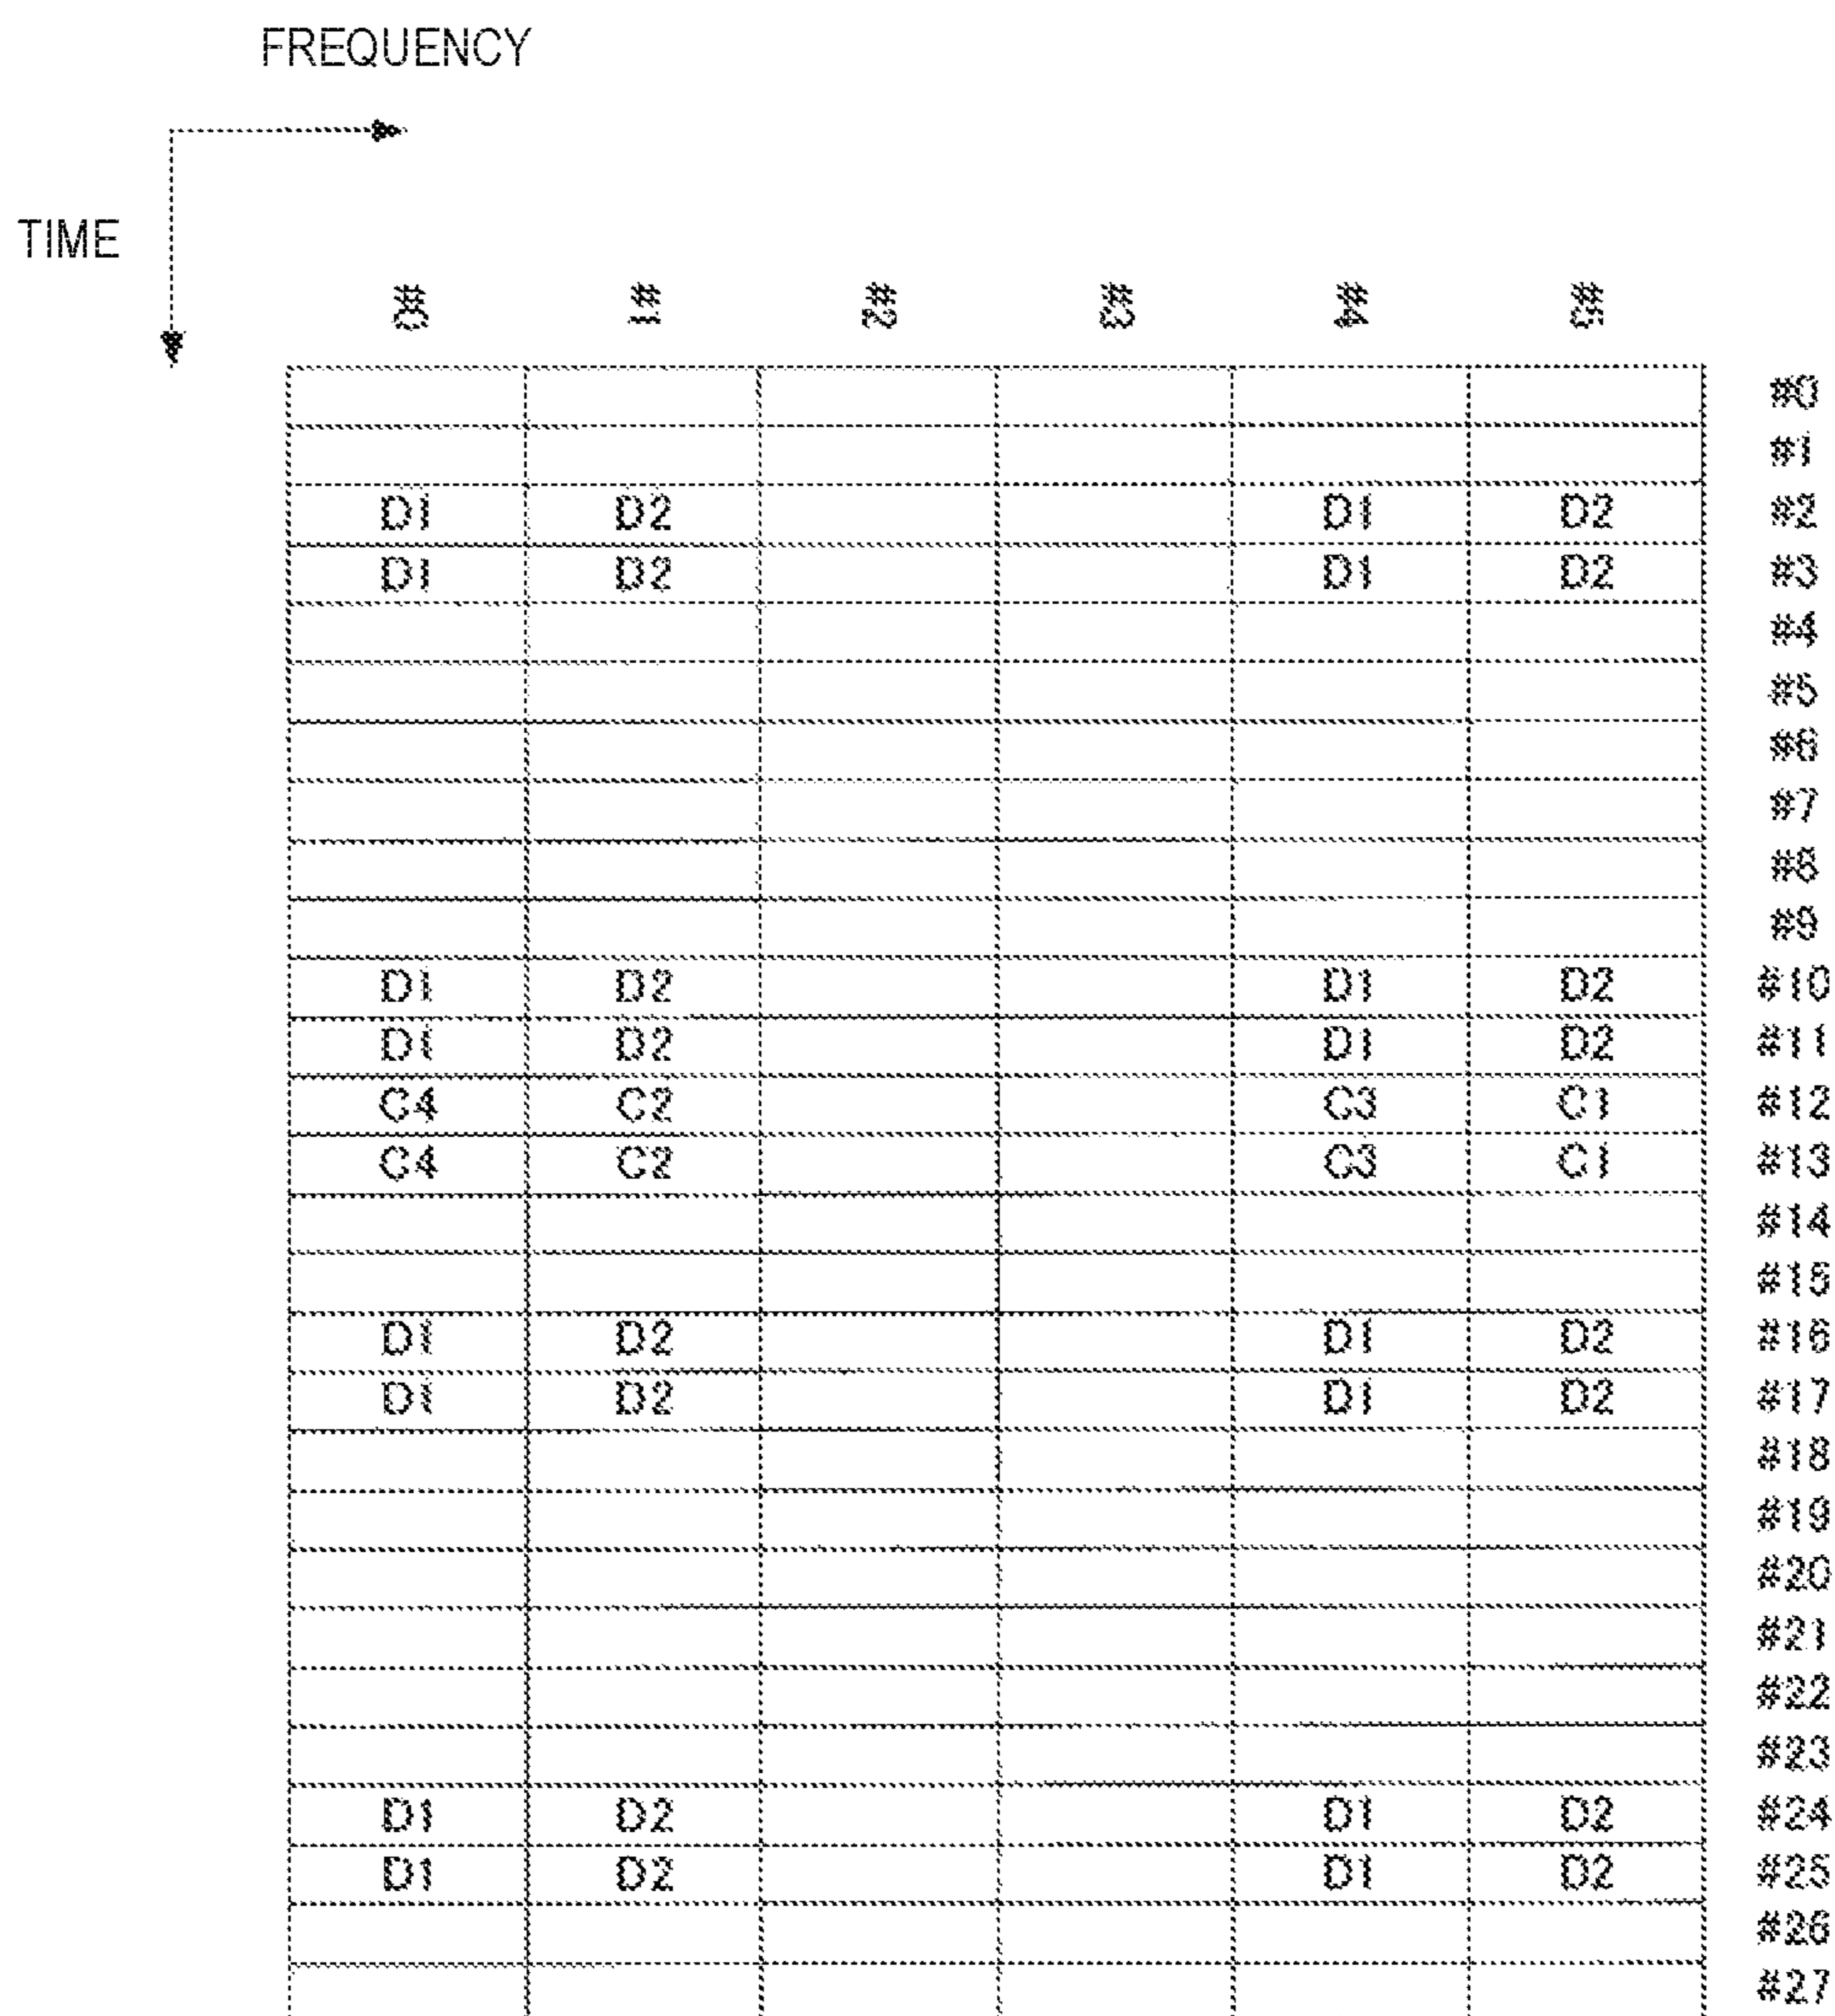 FREQUENCY
TIME
#0 #1 #2 #3 #4 #5
#0
#1
D1 D2 D1 D2 #2
D1 D2 D1 D2 #3
#4
#5
#6
#7
#8
#9
D1 D2 D1 D2 #10
D1 D2 D1 D2 #11
C4 C2 C3 C1 #12
C4 C2 C3 C1 #13
#14
#15
D1 D2 D1 D2 #16
D1 D2 D1 D2 #17
#18
#19
#20
#21
#22
#23
D1 D2 D1 D2 #24
D1 D2 D1 D2 #25
#26
#27